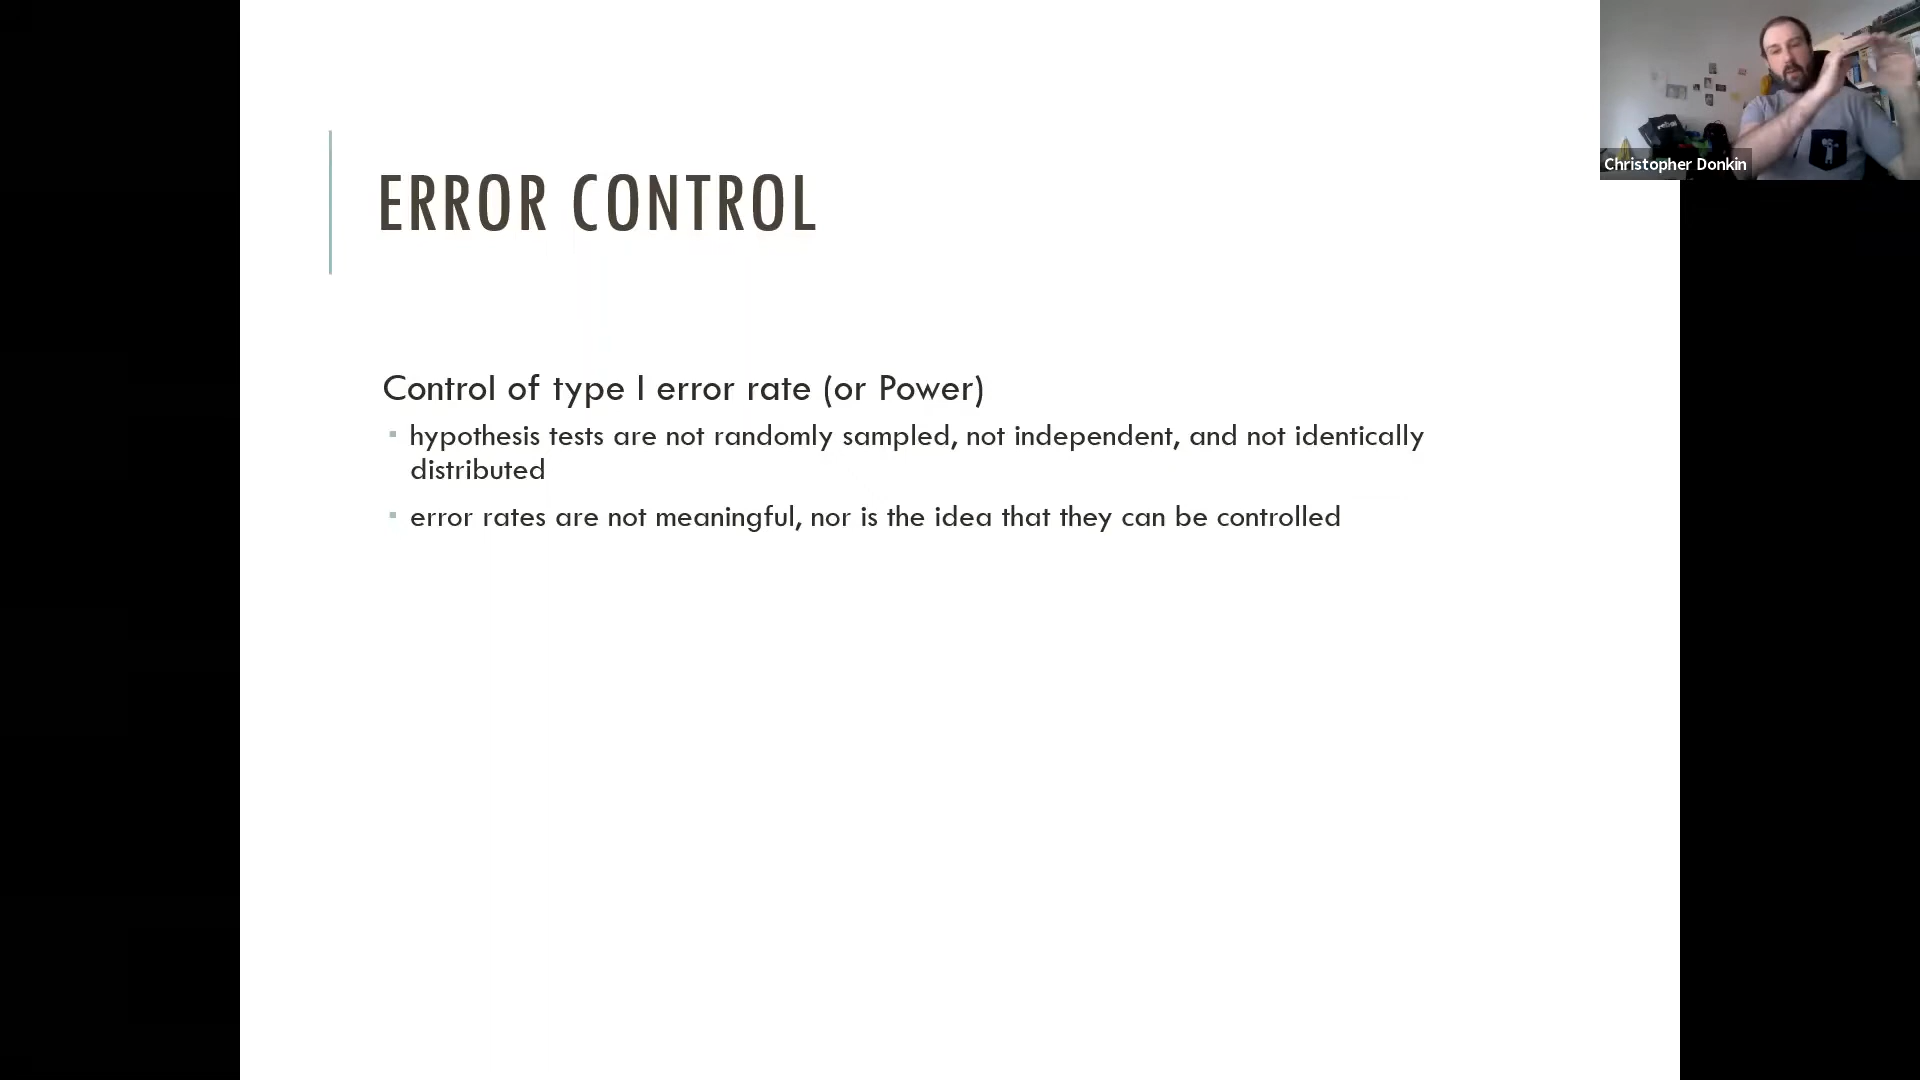 ERROR CONTROL
Christopher Donkin
Control of type I error rate (or Power)
▪ hypothesis tests are not randomly sampled, not independent, and not identically
distributed
▪ error rates are not meaningful, nor is the idea that they can be controlled